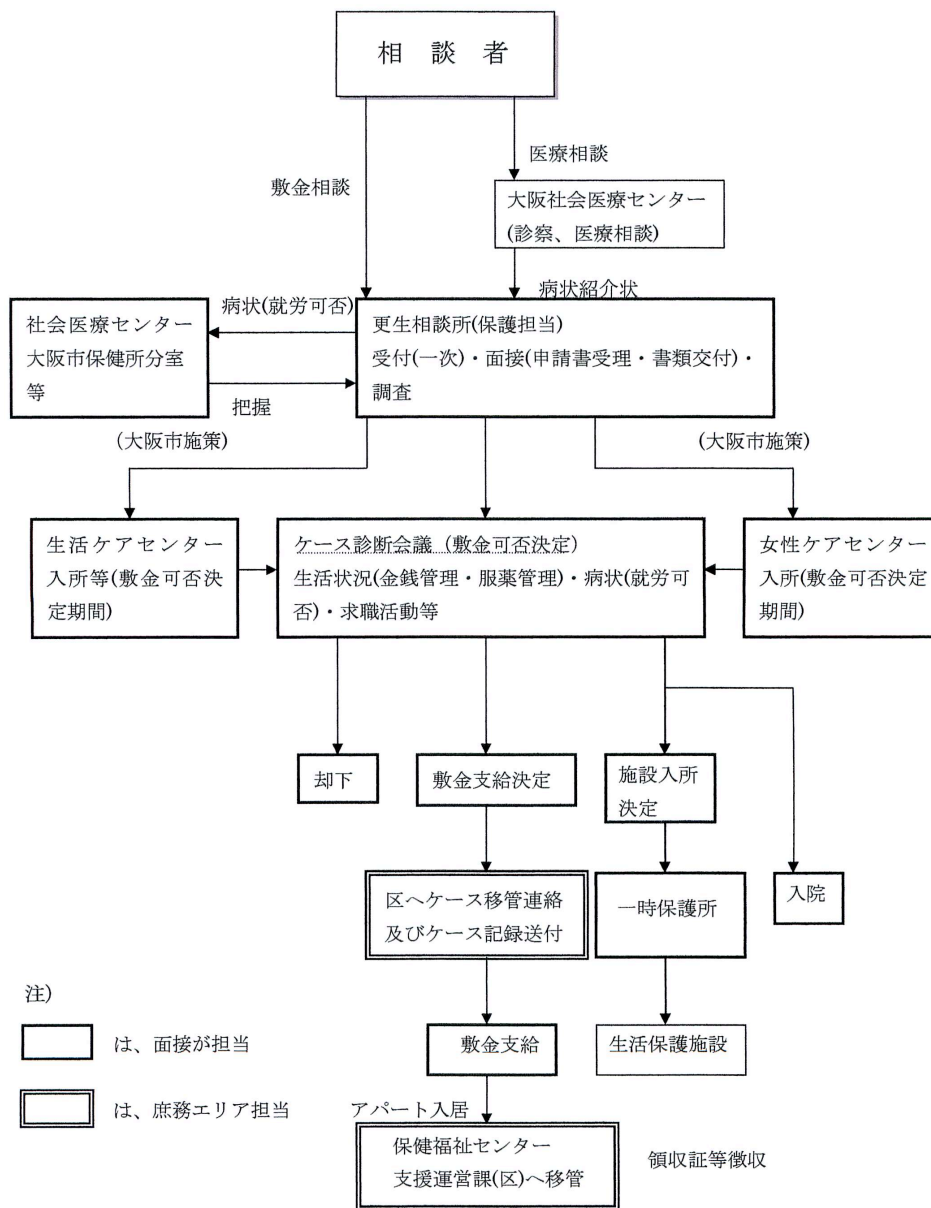 相 談 者
医療相談
敷金相談
大阪社会医療センター
(診察、医療相談)
病状紹介状
社会医療センター
大阪市保健所分室
等
病状(就労可否)
把握
更生相談所(保護担当)
受付(一次)・面接(申請書受理・書類交付)・
調査
(大阪市施策)
(大阪市施策)
生活ケアセンター
入所等(敷金可否決
定期間)
ケース診断会議（敷金可否決定）
生活状況(金銭管理・服薬管理)・病状(就労可
否)・求職活動等
女性ケアセンター
入所(敷金可否決定
期間)
却下
敷金支給決定
施設入所
決定
入院
区へケース移管連絡
及びケース記録送付
一時保護所
敷金支給
生活保護施設
アパート入居
保健福祉センター
支援運営課(区)へ移管
領収証等徴収
注)
は、面接が担当
は、庶務エリア担当